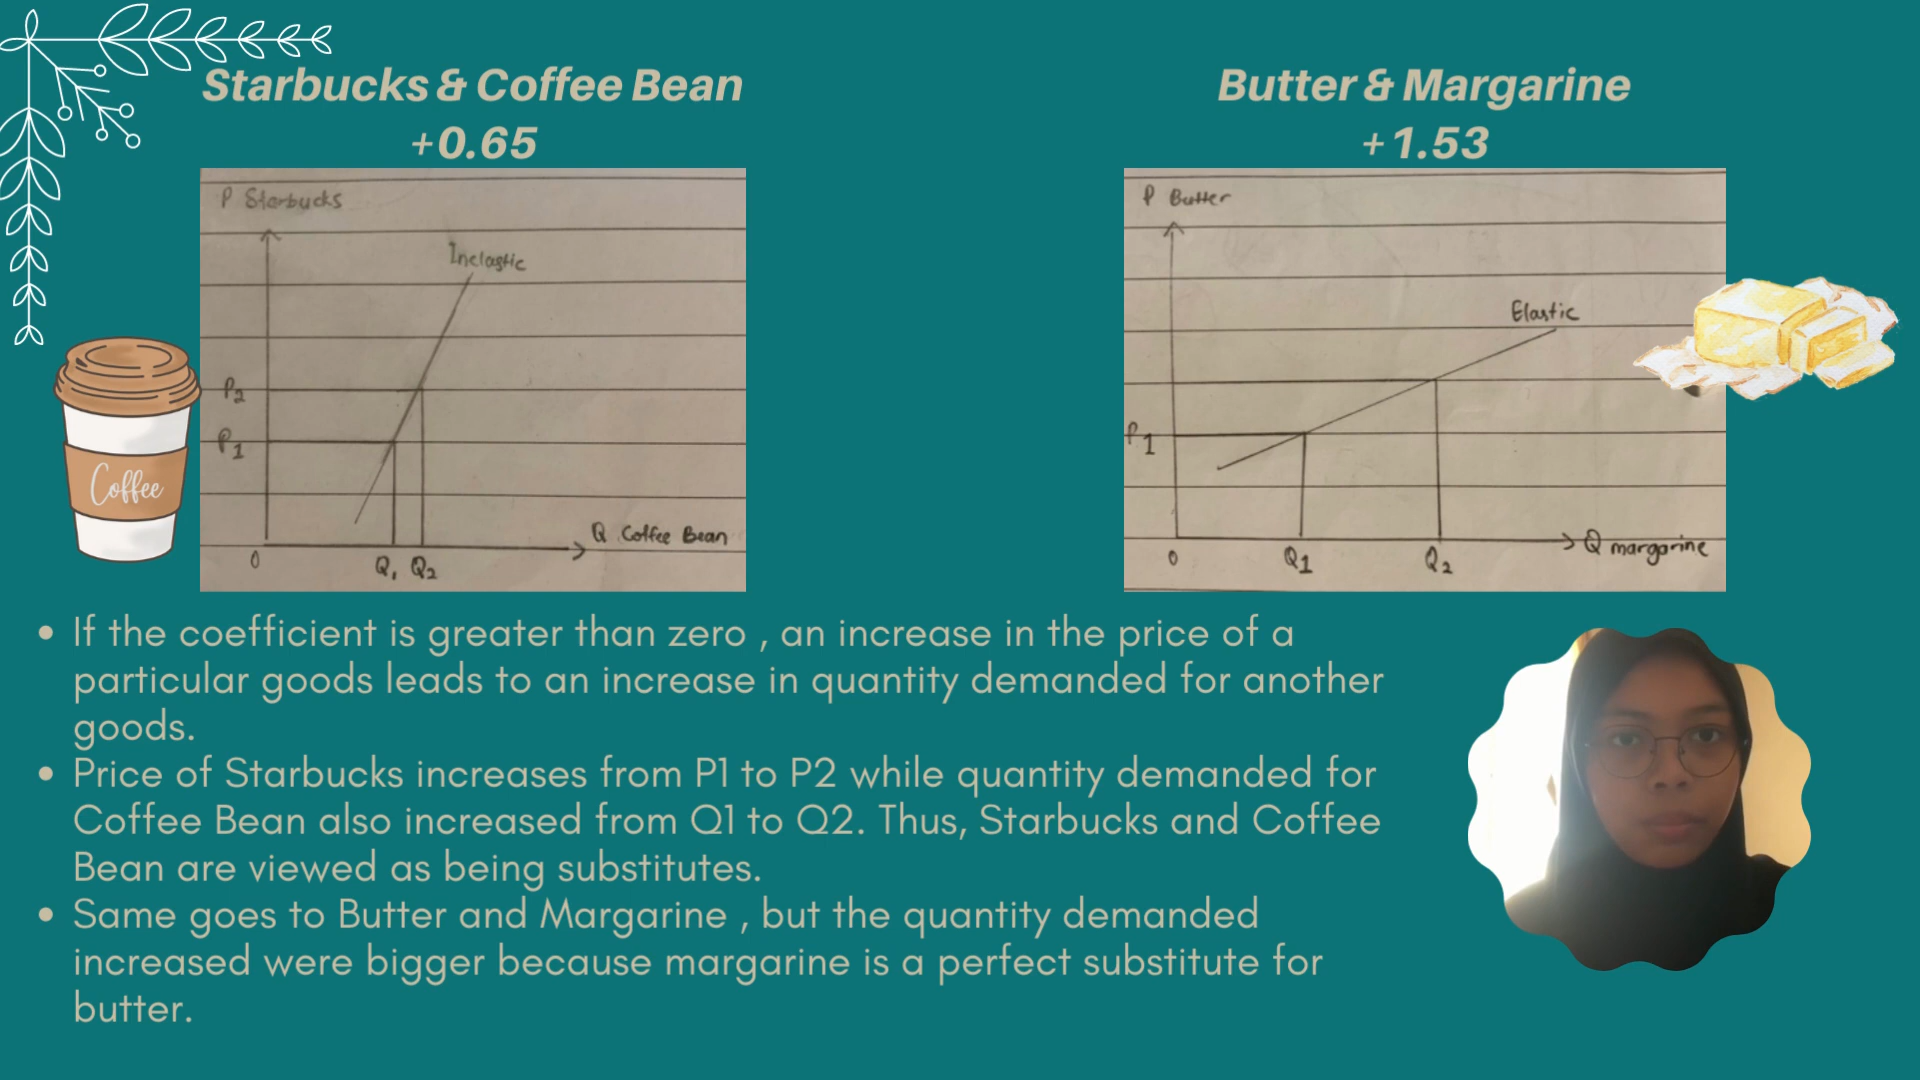 Starbucks & Coffee Bean
+0.65
Butter & Margarine
+1.53
P Starbucks
Inelastic
P2
P1
0
Q1 Q2
Q Coffee Bean
P Butter
Elastic
P1
0
Q1
Q2
Q margarine
Coffee
• If the coefficient is greater than zero , an increase in the price of a
particular goods leads to an increase in quantity demanded for another
goods.
• Price of Starbucks increases from P1 to P2 while quantity demanded for
Coffee Bean also increased from Q1 to Q2. Thus, Starbucks and Coffee
Bean are viewed as being substitutes.
• Same goes to Butter and Margarine , but the quantity demanded
increased were bigger because margarine is a perfect substitute for
butter.